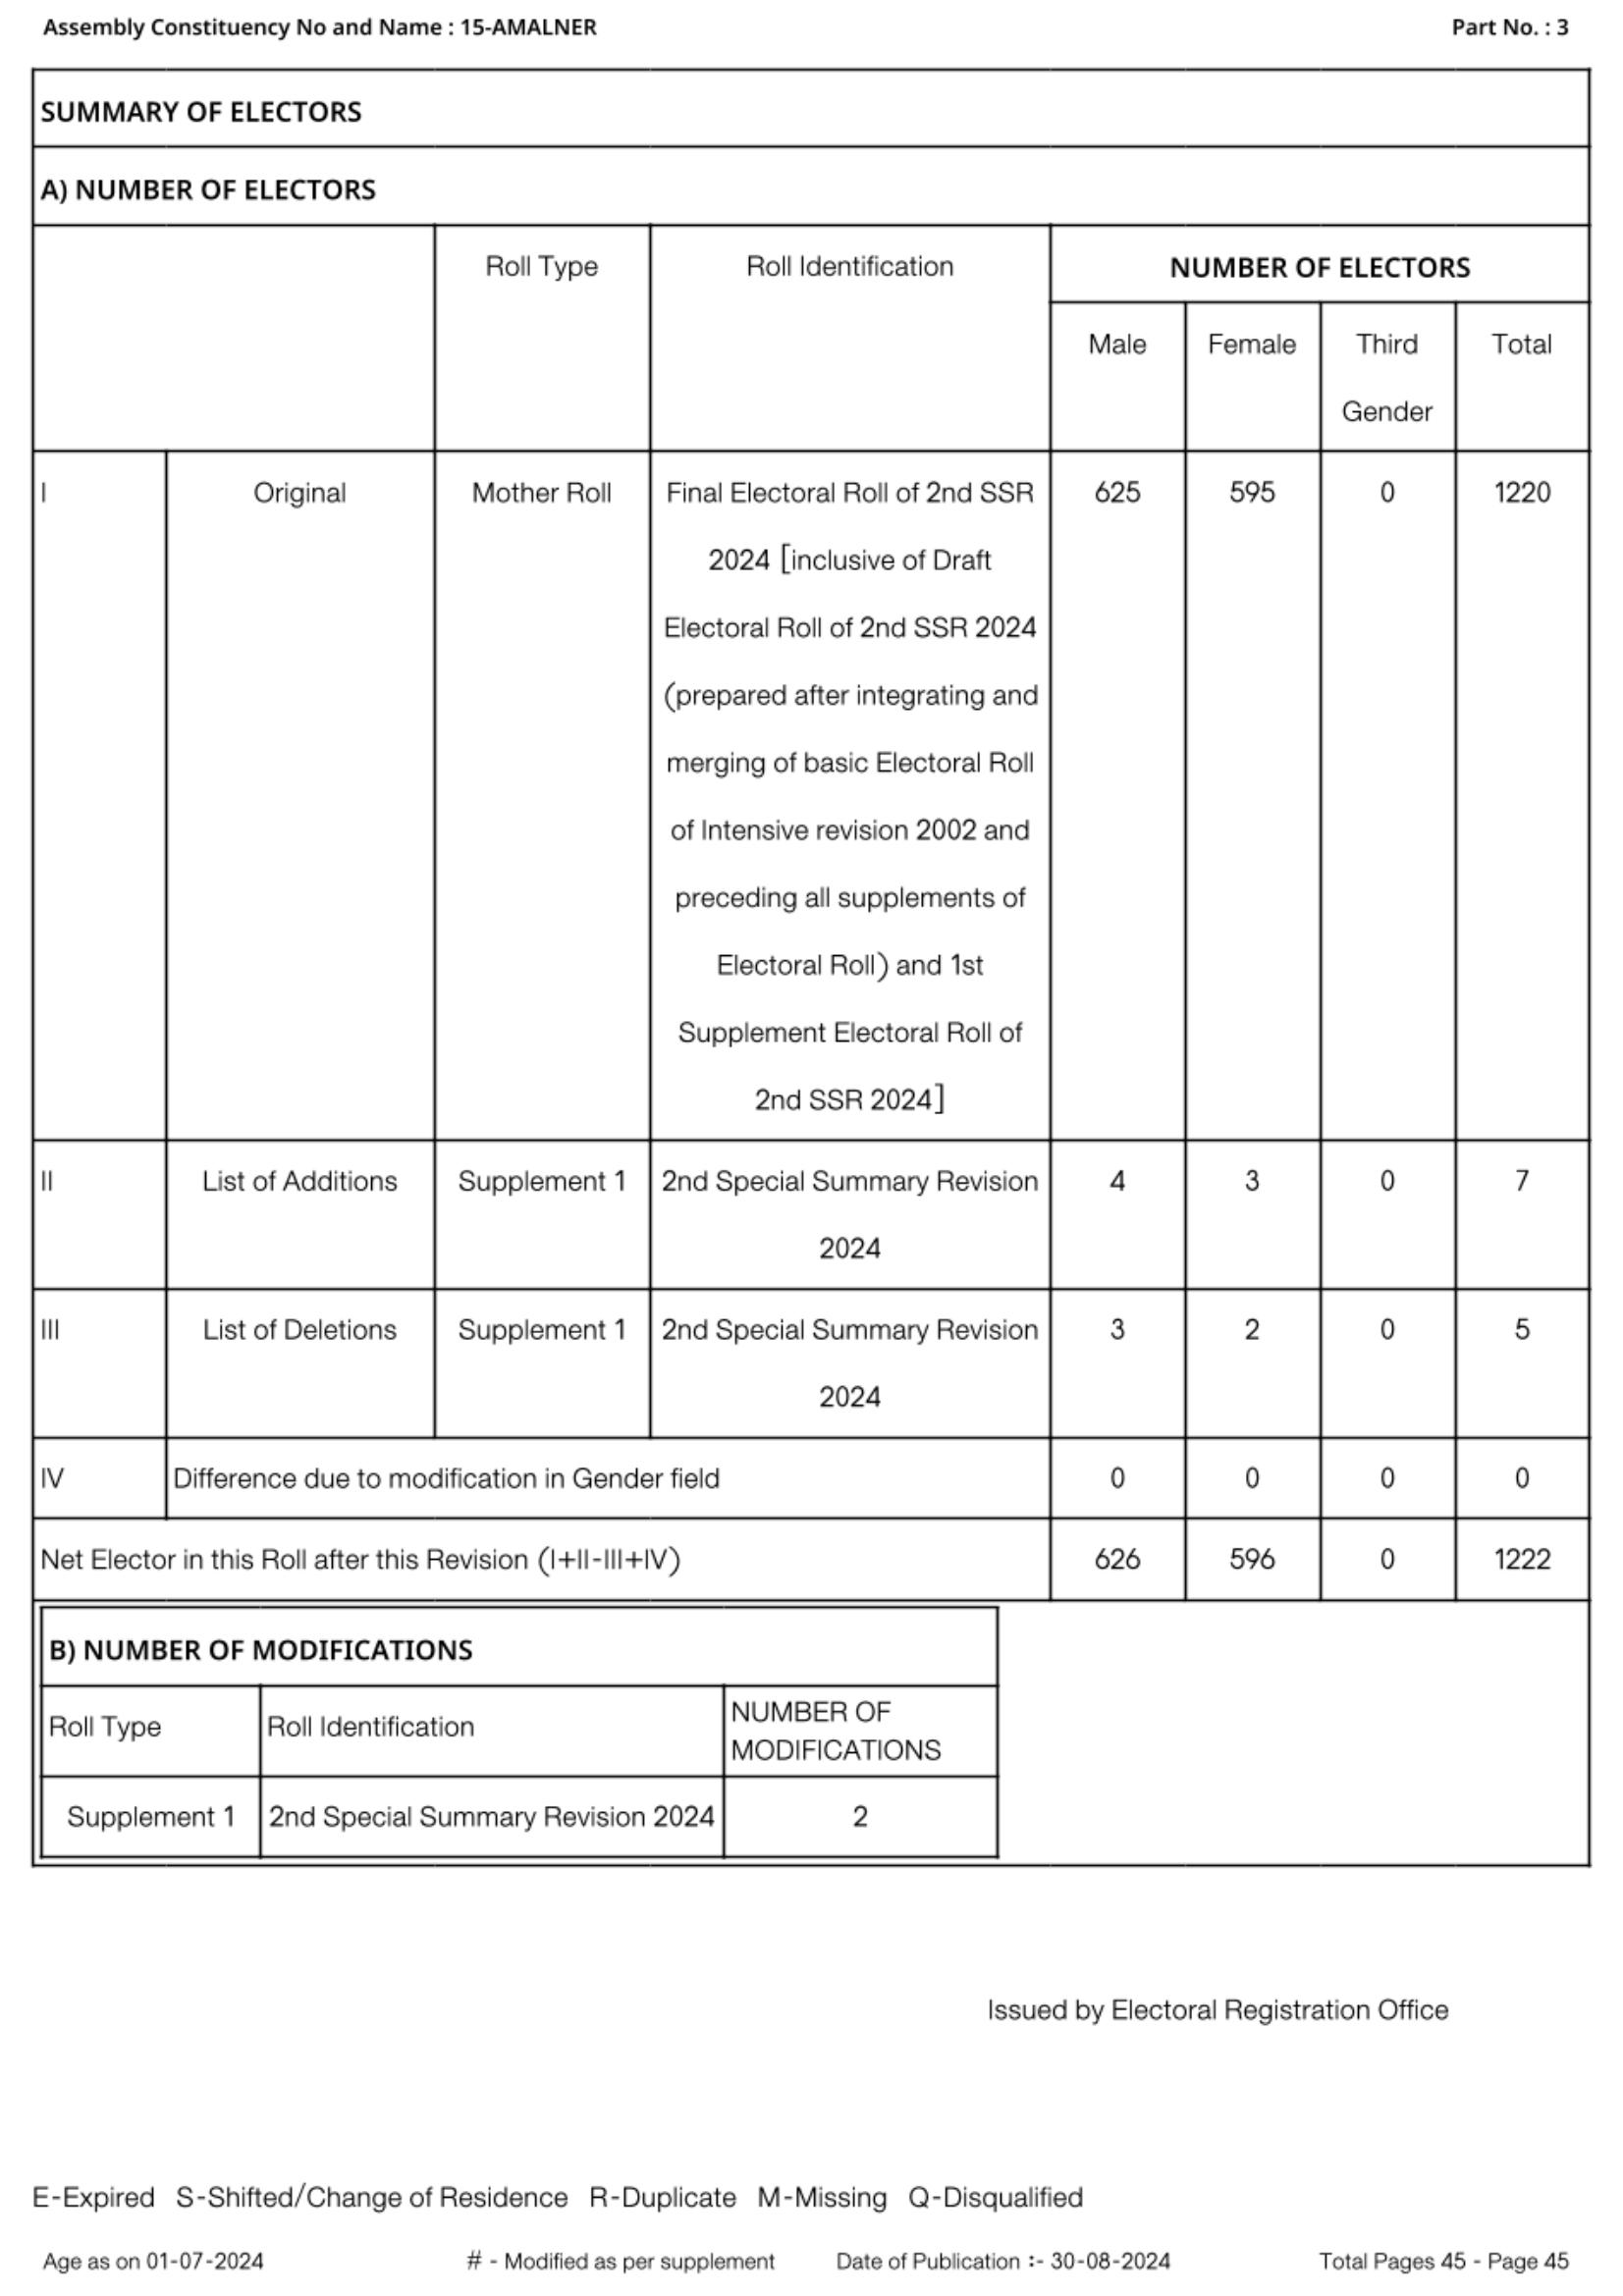 Assembly Constituency No and Name : 15-AMALNER Part No. : 3
SUMMARY OF ELECTORS
A) NUMBER OF ELECTORS
Roll Type Roll Identification NUMBER OF ELECTORS
Male Female Third Total
Gender
I Original Mother Roll Final Electoral Roll of 2nd SSR 625 595 0 1220
2024 [inclusive of Draft
Electoral Roll of 2nd SSR 2024
(prepared after integrating and
merging of basic Electoral Roll
of Intensive revision 2002 and
preceding all supplements of
Electoral Roll) and 1st
Supplement Electoral Roll of
2nd SSR 2024]
II List of Additions Supplement 1 2nd Special Summary Revision 4 3 0 7
2024
III List of Deletions Supplement 1 2nd Special Summary Revision 3 2 0 5
2024
IV Difference due to modification in Gender field 0 0 0 0
Net Elector in this Roll after this Revision (I+II-III+IV) 626 596 0 1222
B) NUMBER OF MODIFICATIONS
Roll Type Roll Identification NUMBER OF
MODIFICATIONS
Supplement 1 2nd Special Summary Revision 2024 2
Issued by Electoral Registration Office
E-Expired S-Shifted/Change of Residence R-Duplicate M-Missing Q-Disqualified
Age as on 01-07-2024 # - Modified as per supplement Date of Publication :- 30-08-2024 Total Pages 45 - Page 45